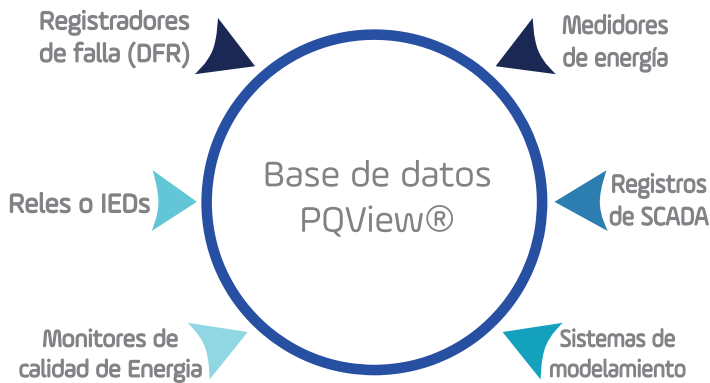 Registradores
de falla (DFR)
Medidores
de energía
Base de datos
PQView®
Reles o IEDs
Registros
de SCADA
Monitores de
calidad de Energia
Sistemas de
modelamiento